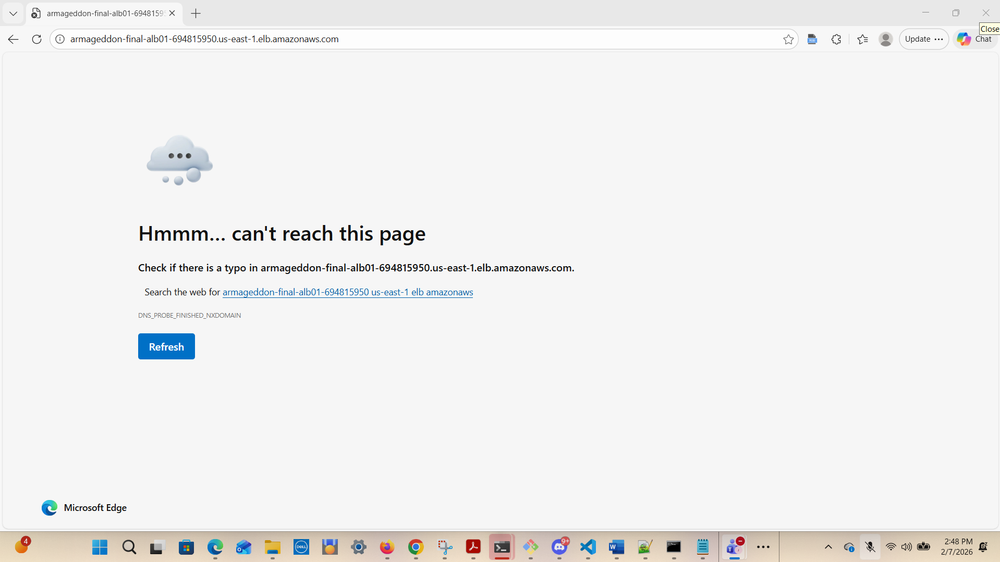 armageddon-final-alb01-6948159
armageddon-final-alb01-694815950.us-east-1.elb.amazonaws.com
Update
Close
Chat
Hmmm... can't reach this page
Check if there is a typo in armageddon-final-alb01-694815950.us-east-1.elb.amazonaws.com.
Search the web for armageddon-final-alb01-694815950 us-east-1 elb amazonaws
DNS_PROBE_FINISHED_NXDOMAIN
Refresh
Microsoft Edge
4
DELL
9+
2:48 PM
2/7/2026